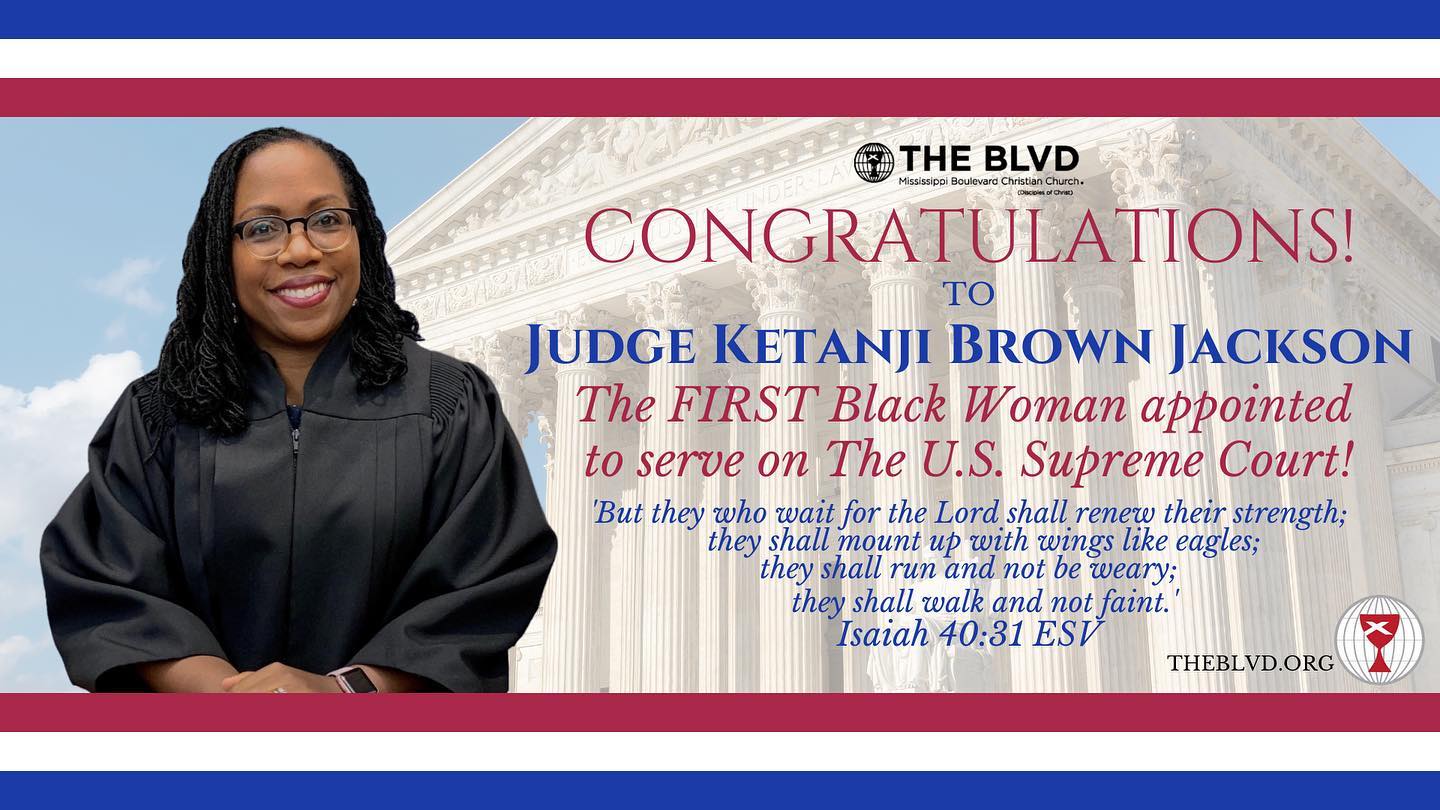 THE BLVD
Mississippi Boulevard Christian Church.
(Disciples of Christ)
CONGRATULATIONS!
TO
JUDGE KETANJI BROWN JACKSON
The FIRST Black Woman appointed
to serve on The U.S. Supreme Court!
'But they who wait for the Lord shall renew their strength;
they shall mount up with wings like eagles;
they shall run and not be weary;
they shall walk and not faint.'
Isaiah 40:31 ESV
THEBLVD.ORG